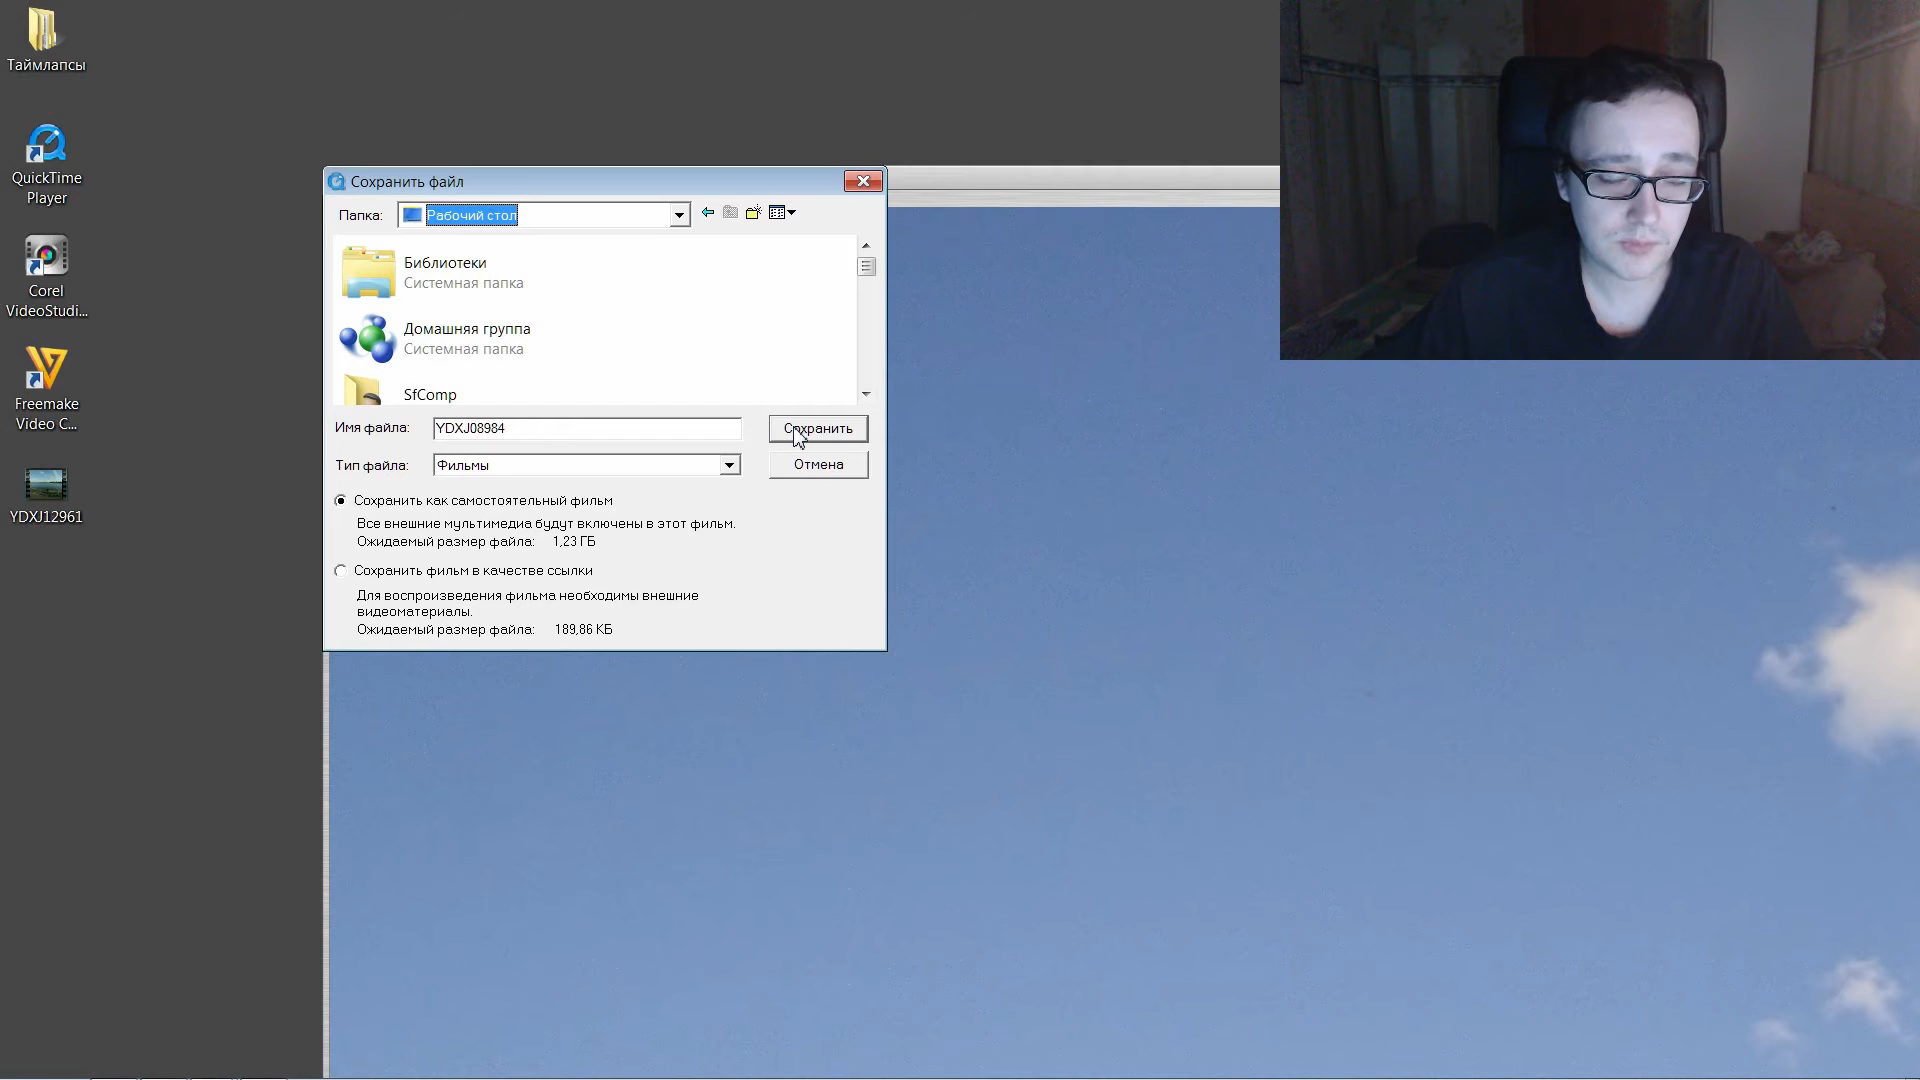 Таймлапсы
QuickTime
Player
Corel
VideoStudi...
Freemake
Video C...
YDXJ12961
Сохранить файл
Папка: Рабочий стол
Библиотеки
Системная папка
Домашняя группа
Системная папка
SfComp
Имя файла: YDXJ08984 Сохранить
Тип файла: Фильмы Отмена
Сохранить как самостоятельный фильм
Все внешние мультимедиа будут включены в этот фильм.
Ожидаемый размер файла: 1,23 ГБ
Сохранить фильм в качестве ссылки
Для воспроизведения фильма необходимы внешние
видеоматериалы.
Ожидаемый размер файла: 189,86 КБ